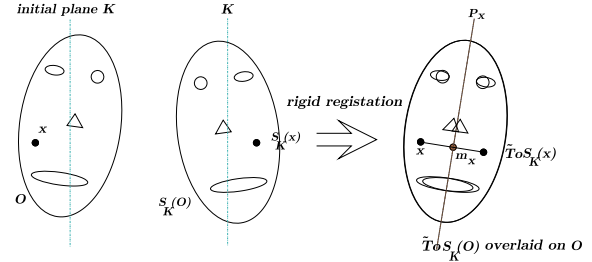 initial plane K
K
P_x
rigid registation
x
S_K(x)
x
m_x
T̃oS_K(x)
O
S_K(O)
T̃oS_K(O) overlaid on O